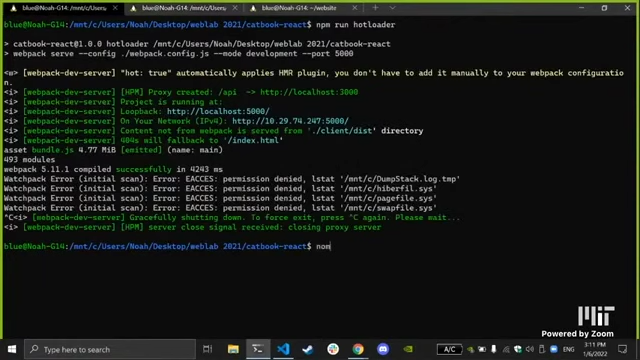 blue@Noah-G14: /mnt/c/Users/
blue@Noah-G14: /mnt/c/Users/
blue@Noah-G14: ~/website
blue@Noah-G14:/mnt/c/Users/Noah/Desktop/weblab 2021/catbook-react$ npm run hotloader
> catbook-react@1.0.0 hotloader /mnt/c/Users/Noah/Desktop/weblab 2021/catbook-react
> webpack serve --config ./webpack.config.js --mode development --port 5000
<w> [webpack-dev-server] "hot: true" automatically applies HMR plugin, you don't have to add it manually to your webpack configuratio
n.
<i> [webpack-dev-server] [HPM] Proxy created: /api  -> http://localhost:3000
<i> [webpack-dev-server] Project is running at:
<i> [webpack-dev-server] Loopback: http://localhost:5000/
<i> [webpack-dev-server] On Your Network (IPv4): http://10.29.74.247:5000/
<i> [webpack-dev-server] Content not from webpack is served from './client/dist' directory
<i> [webpack-dev-server] 404s will fallback to '/index.html'
asset bundle.js 4.77 MiB [emitted] (name: main)
493 modules
webpack 5.11.1 compiled successfully in 4243 ms
Watchpack Error (initial scan): Error: EACCES: permission denied, lstat '/mnt/c/DumpStack.log.tmp'
Watchpack Error (initial scan): Error: EACCES: permission denied, lstat '/mnt/c/hiberfil.sys'
Watchpack Error (initial scan): Error: EACCES: permission denied, lstat '/mnt/c/pagefile.sys'
Watchpack Error (initial scan): Error: EACCES: permission denied, lstat '/mnt/c/swapfile.sys'
^C<i> [webpack-dev-server] Gracefully shutting down. To force exit, press ^C again. Please wait...
<i> [webpack-dev-server] [HPM] server close signal received: closing proxy server
blue@Noah-G14:/mnt/c/Users/Noah/Desktop/weblab 2021/catbook-react$ nom
MIT
Powered by Zoom
Type here to search
A/C
3:11 PM
1/6/2022